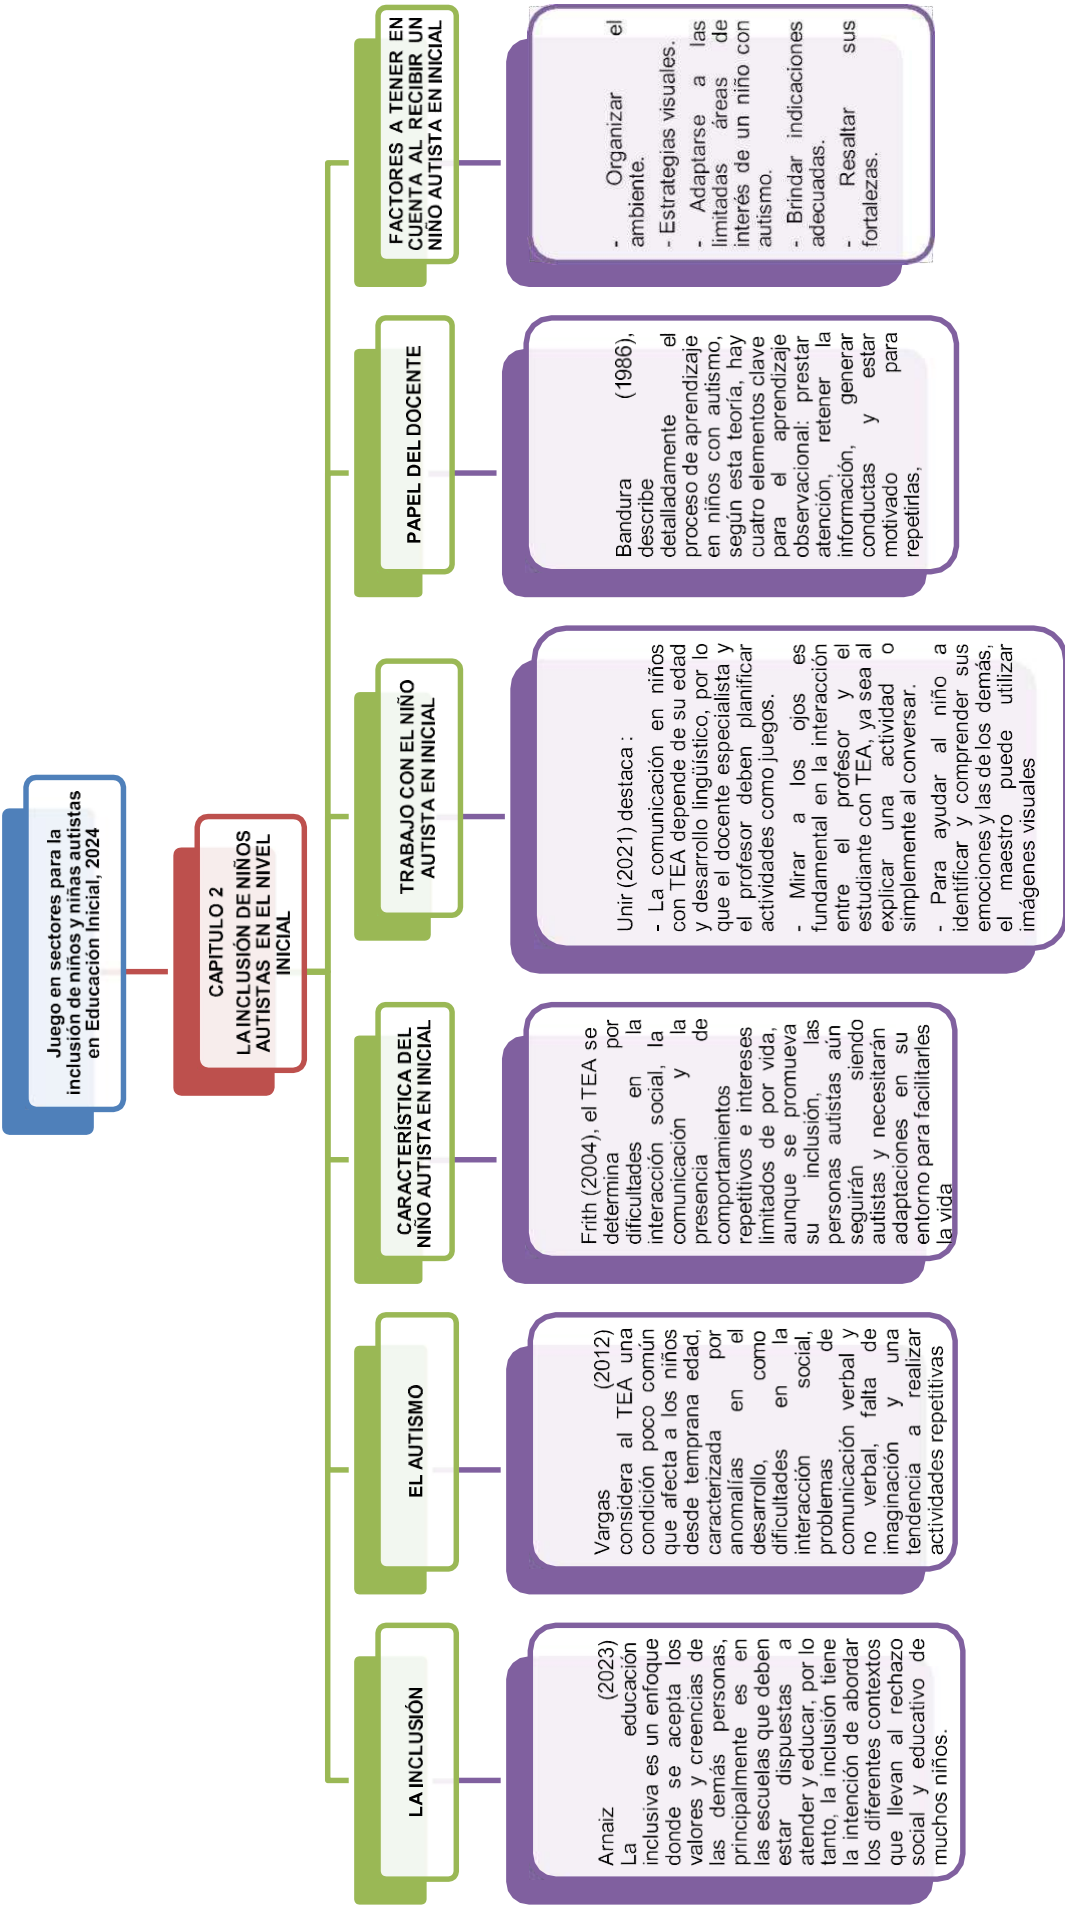 Juego en sectores para la
inclusión de niños y niñas autistas
en Educación Inicial, 2024
CAPITULO 2
LA INCLUSIÓN DE NIÑOS
AUTISTAS EN EL NIVEL
INICIAL
LA INCLUSIÓN
Arnaiz (2023)
La educación
inclusiva es un enfoque
donde se acepta los
valores y creencias de
las demás personas,
principalmente es en
las escuelas que deben
estar dispuestas a
atender y educar, por lo
tanto, la inclusión tiene
la intención de abordar
los diferentes contextos
que llevan al rechazo
social y educativo de
muchos niños.
EL AUTISMO
Vargas (2012)
considera al TEA una
condición poco común
que afecta a los niños
desde temprana edad,
caracterizada por
anomalías en el
desarrollo, como
dificultades en la
interacción social,
problemas de
comunicación verbal y
no verbal, falta de
imaginación y una
tendencia a realizar
actividades repetitivas
CARACTERÍSTICA DEL
NIÑO AUTISTA EN INICIAL
Frith (2004), el TEA se
determina por
dificultades en la
interacción social, la
comunicación y la
presencia de
comportamientos
repetitivos e intereses
limitados de por vida,
aunque se promueva
su inclusión, las
personas autistas aún
seguirán siendo
autistas y necesitarán
adaptaciones en su
entorno para facilitarles
la vida
TRABAJO CON EL NIÑO
AUTISTA EN INICIAL
Unir (2021) destaca :
- La comunicación en niños
con TEA depende de su edad
y desarrollo lingüístico, por lo
que el docente especialista y
el profesor deben planificar
actividades como juegos.
- Mirar a los ojos es
fundamental en la interacción
entre el profesor y el
estudiante con TEA, ya sea al
explicar una actividad o
simplemente al conversar.
- Para ayudar al niño a
identificar y comprender sus
emociones y las de los demás,
el maestro puede utilizar
imágenes visuales
PAPEL DEL DOCENTE
Bandura (1986),
describe
detalladamente el
proceso de aprendizaje
en niños con autismo,
según esta teoría, hay
cuatro elementos clave
para el aprendizaje
observacional: prestar
atención, retener la
información, generar
conductas y estar
motivado para
repetirlas,
FACTORES A TENER EN
CUENTA AL RECIBIR UN
NIÑO AUTISTA EN INICIAL
- Organizar el
ambiente.
- Estrategias visuales.
- Adaptarse a las
limitadas áreas de
interés de un niño con
autismo.
- Brindar indicaciones
adecuadas.
- Resaltar sus
fortalezas.